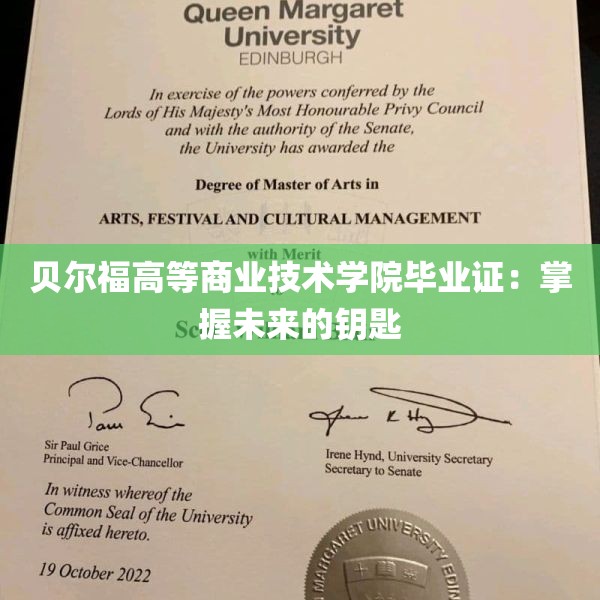 Queen Margaret
University
EDINBURGH
In exercise of the powers conferred by the
Lords of His Majesty's Most Honourable Privy Council
and with the authority of the Senate,
the University has awarded the
Degree of Master of Arts in
ARTS, FESTIVAL AND CULTURAL MANAGEMENT
with Merit
贝尔福高等商业技术学院毕业证：掌
握未来的钥匙
Sir Paul Grice
Principal and Vice-Chancellor
Irene Hynd, University Secretary
Secretary to Senate
In witness whereof the
Common Seal of the University
is affixed hereto.
19 October 2022
MARGARET UNIVERSITY